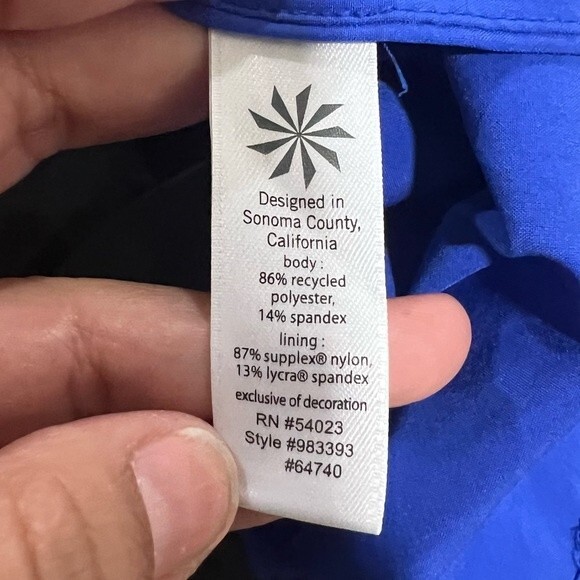 Designed in
Sonoma County,
California
body :
86% recycled
polyester,
14% spandex
lining :
87% supplex® nylon,
13% lycra® spandex
exclusive of decoration
RN #54023
Style #983393
#64740